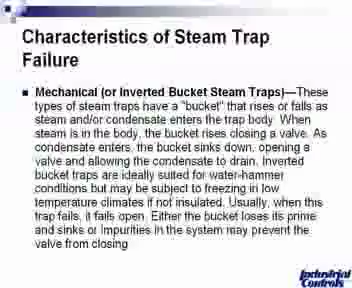 Characteristics of Steam Trap
Failure
Mechanical (or Inverted Bucket Steam Traps)—These
types of steam traps have a "bucket" that rises or falls as
steam and/or condensate enters the trap body. When
steam is in the body, the bucket rises closing a valve. As
condensate enters, the bucket sinks down, opening a
valve and allowing the condensate to drain. Inverted
bucket traps are ideally suited for water-hammer
conditions but may be subject to freezing in low
temperature climates if not insulated. Usually, when this
trap fails, it fails open. Either the bucket loses its prime
and sinks or impurities in the system may prevent the
valve from closing
Industrial
Controls